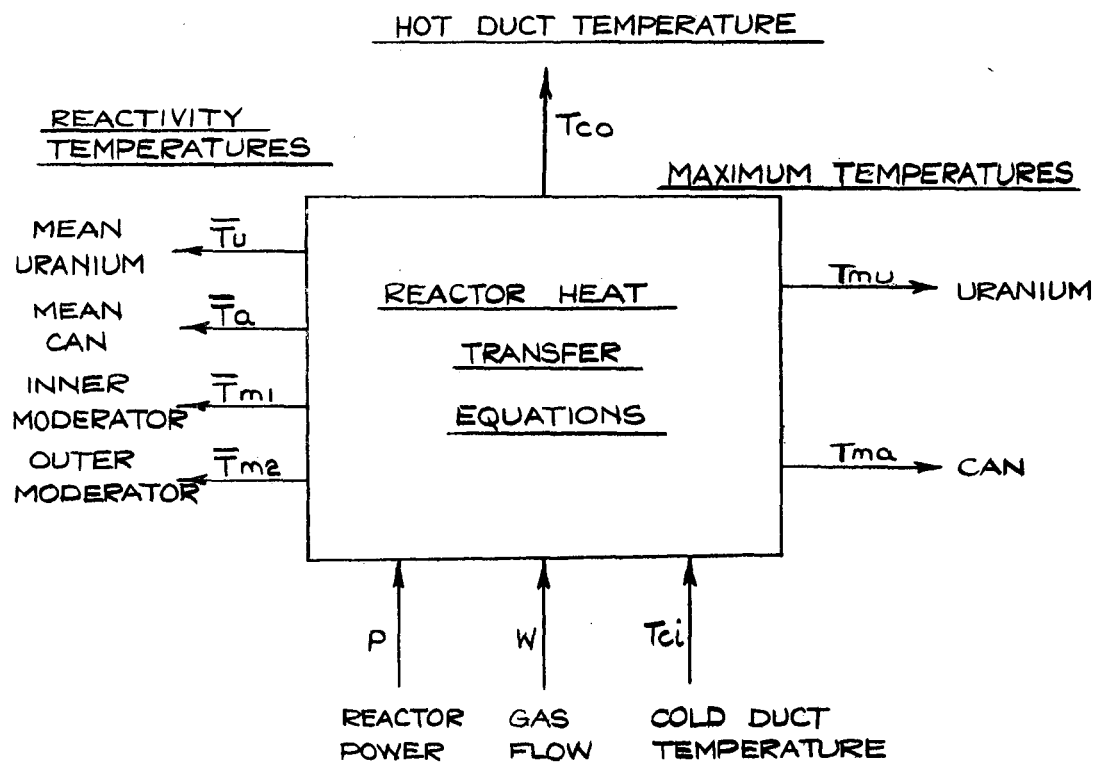 HOT DUCT TEMPERATURE
Tco
REACTIVITY
TEMPERATURES
MAXIMUM TEMPERATURES
MEAN
URANIUM
T̿u
MEAN
CAN
T̿a
INNER
MODERATOR
T̿m1
OUTER
MODERATOR
T̿m2
REACTOR HEAT
TRANSFER
EQUATIONS
Tmu
URANIUM
Tma
CAN
P
W
Tci
REACTOR
POWER
GAS
FLOW
COLD DUCT
TEMPERATURE